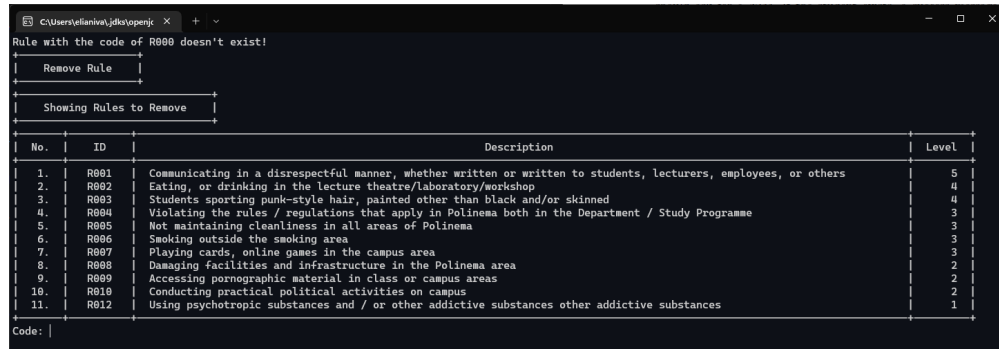 C:\Users\elianiva\.jdks\openjc × + ∨
Rule with the code of R000 doesn't exist!
Remove Rule
Showing Rules to Remove
No. | ID | Description | Level
1. | R001 | Communicating in a disrespectful manner, whether written or written to students, lecturers, employees, or others | 5
2. | R002 | Eating, or drinking in the lecture theatre/laboratory/workshop | 4
3. | R003 | Students sporting punk-style hair, painted other than black and/or skinned | 4
4. | R004 | Violating the rules / regulations that apply in Polinema both in the Department / Study Programme | 3
5. | R005 | Not maintaining cleanliness in all areas of Polinema | 3
6. | R006 | Smoking outside the smoking area | 3
7. | R007 | Playing cards, online games in the campus area | 3
8. | R008 | Damaging facilities and infrastructure in the Polinema area | 2
9. | R009 | Accessing pornographic material in class or campus areas | 2
10. | R010 | Conducting practical political activities on campus | 2
11. | R012 | Using psychotropic substances and / or other addictive substances other addictive substances | 1
Code: